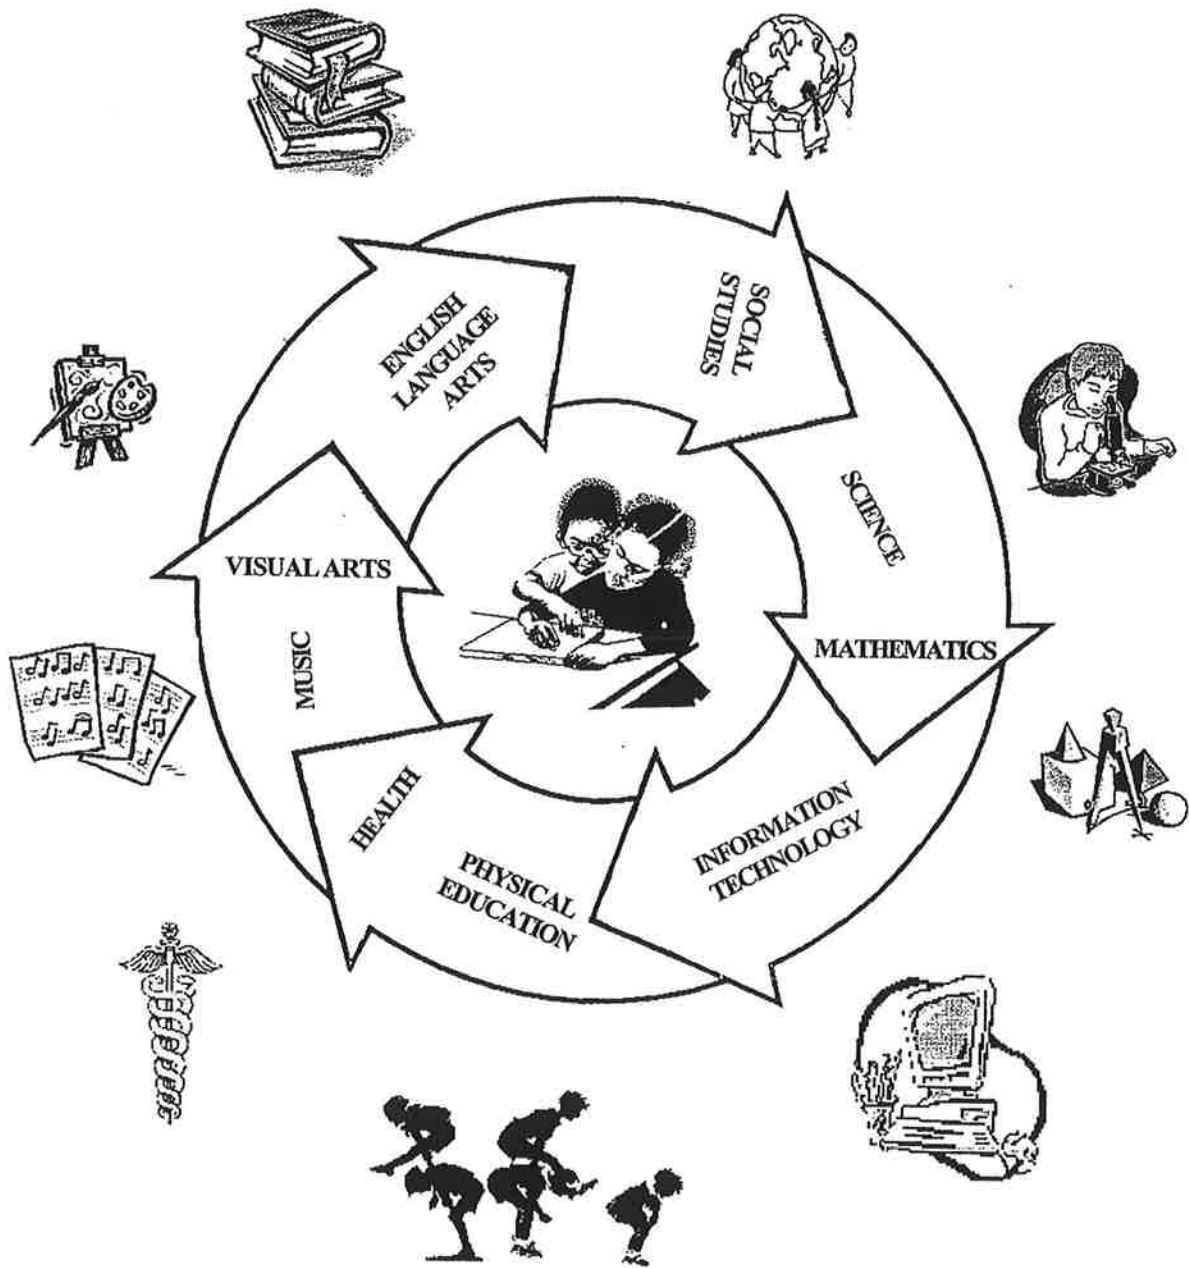 ENGLISH
LANGUAGE
ARTS
SOCIAL
STUDIES
SCIENCE
MATHEMATICS
INFORMATION
TECHNOLOGY
PHYSICAL
EDUCATION
HEALTH
MUSIC
VISUAL ARTS